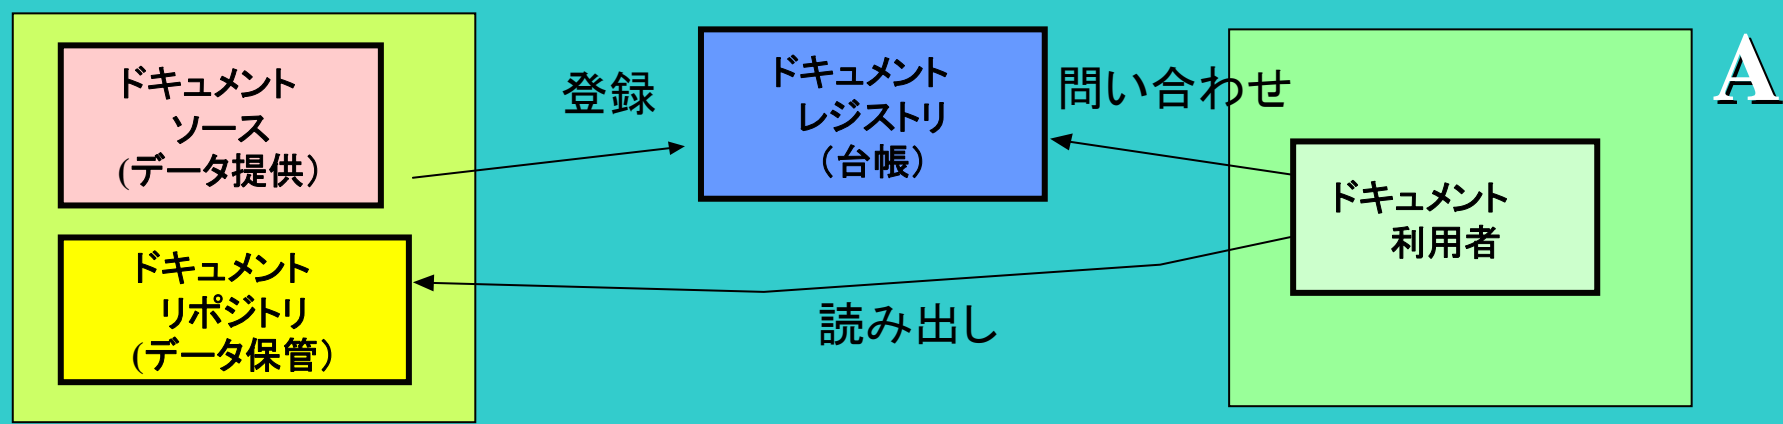 ドキュメント
ソース
(データ提供)
登録
ドキュメント
レジストリ
(台帳)
問い合わせ
A
ドキュメント
利用者
ドキュメント
リポジトリ
(データ保管)
読み出し